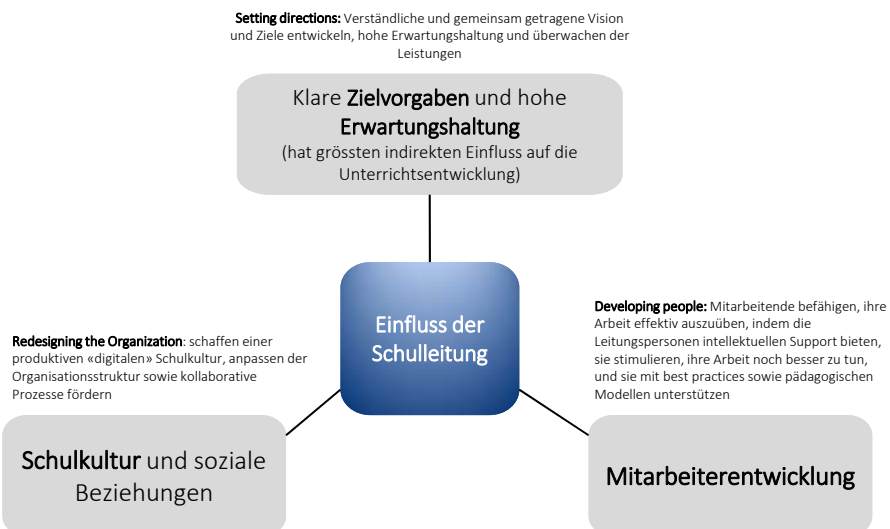 Setting directions: Verständliche und gemeinsam getragene Vision
und Ziele entwickeln, hohe Erwartungshaltung und überwachen der
Leistungen
Klare Zielvorgaben und hohe
Erwartungshaltung
(hat grössten indirekten Einfluss auf die
Unterrichtsentwicklung)
Einfluss der
Schulleitung
Redesigning the Organization: schaffen einer
produktiven «digitalen» Schulkultur, anpassen der
Organisationsstruktur sowie kollaborative
Prozesse fördern
Schulkultur und soziale
Beziehungen
Developing people: Mitarbeitende befähigen, ihre
Arbeit effektiv auszuüben, indem die
Leitungspersonen intellektuellen Support bieten,
sie stimulieren, ihre Arbeit noch besser zu tun,
und sie mit best practices sowie pädagogischen
Modellen unterstützen
Mitarbeiterentwicklung